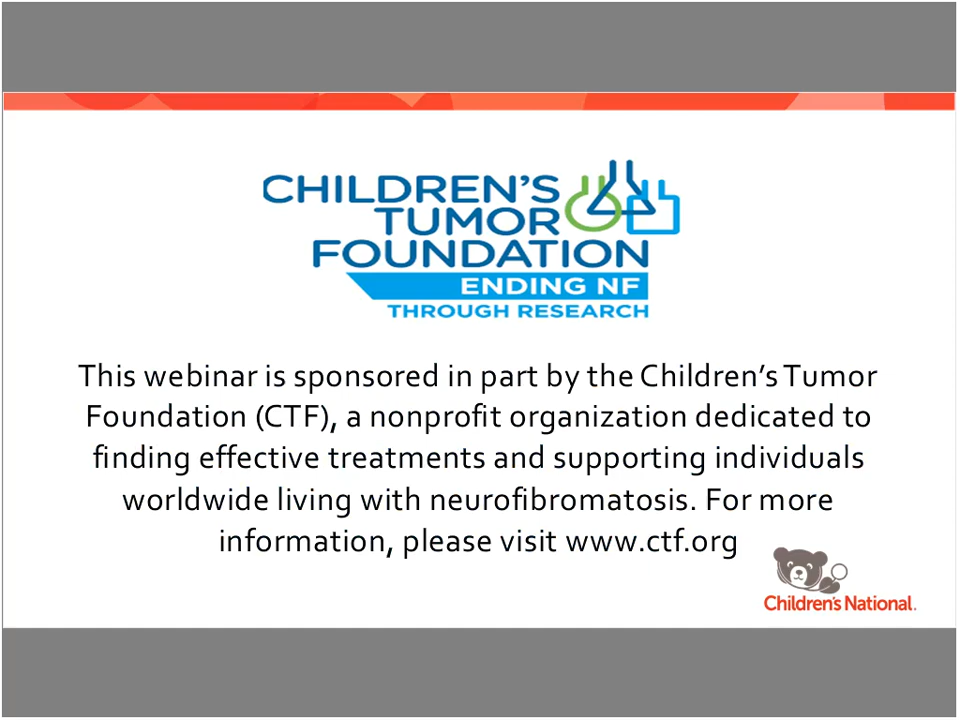 CHILDREN'S
TUMOR
FOUNDATION
ENDING NF
THROUGH RESEARCH
This webinar is sponsored in part by the Children's Tumor
Foundation (CTF), a nonprofit organization dedicated to
finding effective treatments and supporting individuals
worldwide living with neurofibromatosis. For more
information, please visit www.ctf.org
Children's National.